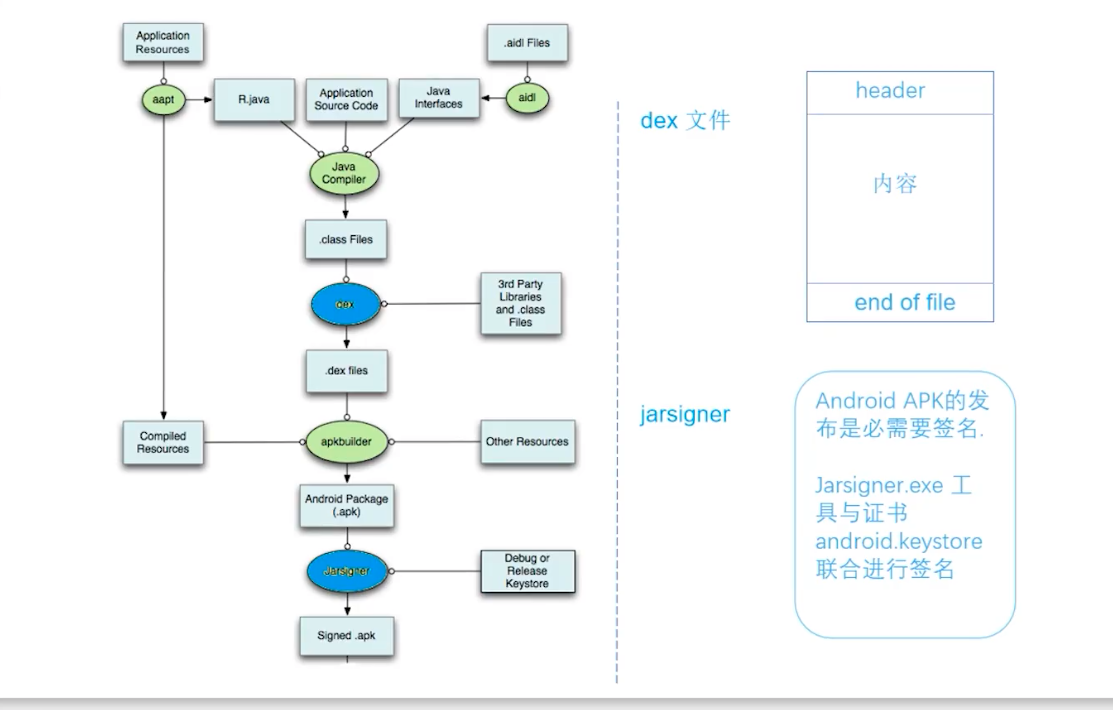 Application
Resources
.aidl Files
aapt
R.java
Application
Source Code
Java
Interfaces
aidl
Java
Compiler
.class Files
dex
3rd Party
Libraries
and .class
Files
.dex files
Compiled
Resources
apkbuilder
Other Resources
Android Package
(.apk)
Jarsigner
Debug or
Release
Keystore
Signed .apk
dex 文件
header
内容
end of file
jarsigner
Android APK的发
布是必需要签名.
Jarsigner.exe 工
具与证书
android.keystore
联合进行签名